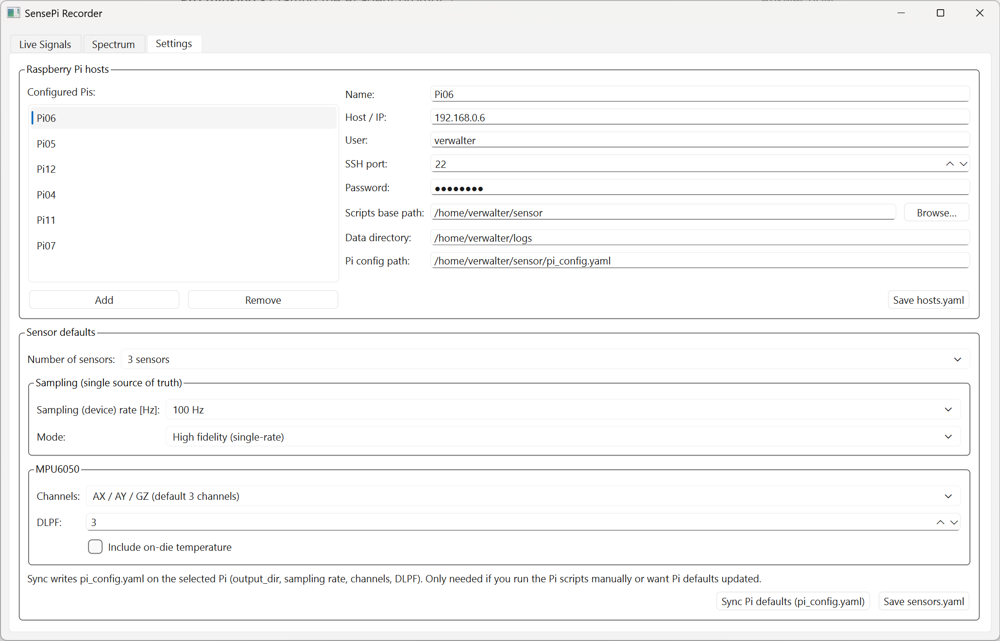 SensePi Recorder
Live Signals
Spectrum
Settings
Raspberry Pi hosts
Configured Pis:
Pi06
Pi05
Pi12
Pi04
Pi11
Pi07
Add
Remove
Name: Pi06
Host / IP: 192.168.0.6
User: verwalter
SSH port: 22
Password: ●●●●●●●●
Scripts base path: /home/verwalter/sensor Browse...
Data directory: /home/verwalter/logs
Pi config path: /home/verwalter/sensor/pi_config.yaml
Save hosts.yaml
Sensor defaults
Number of sensors: 3 sensors
Sampling (single source of truth)
Sampling (device) rate [Hz]: 100 Hz
Mode: High fidelity (single-rate)
MPU6050
Channels: AX / AY / GZ (default 3 channels)
DLPF: 3
Include on-die temperature
Sync writes pi_config.yaml on the selected Pi (output_dir, sampling rate, channels, DLPF). Only needed if you run the Pi scripts manually or want Pi defaults updated.
Sync Pi defaults (pi_config.yaml)
Save sensors.yaml